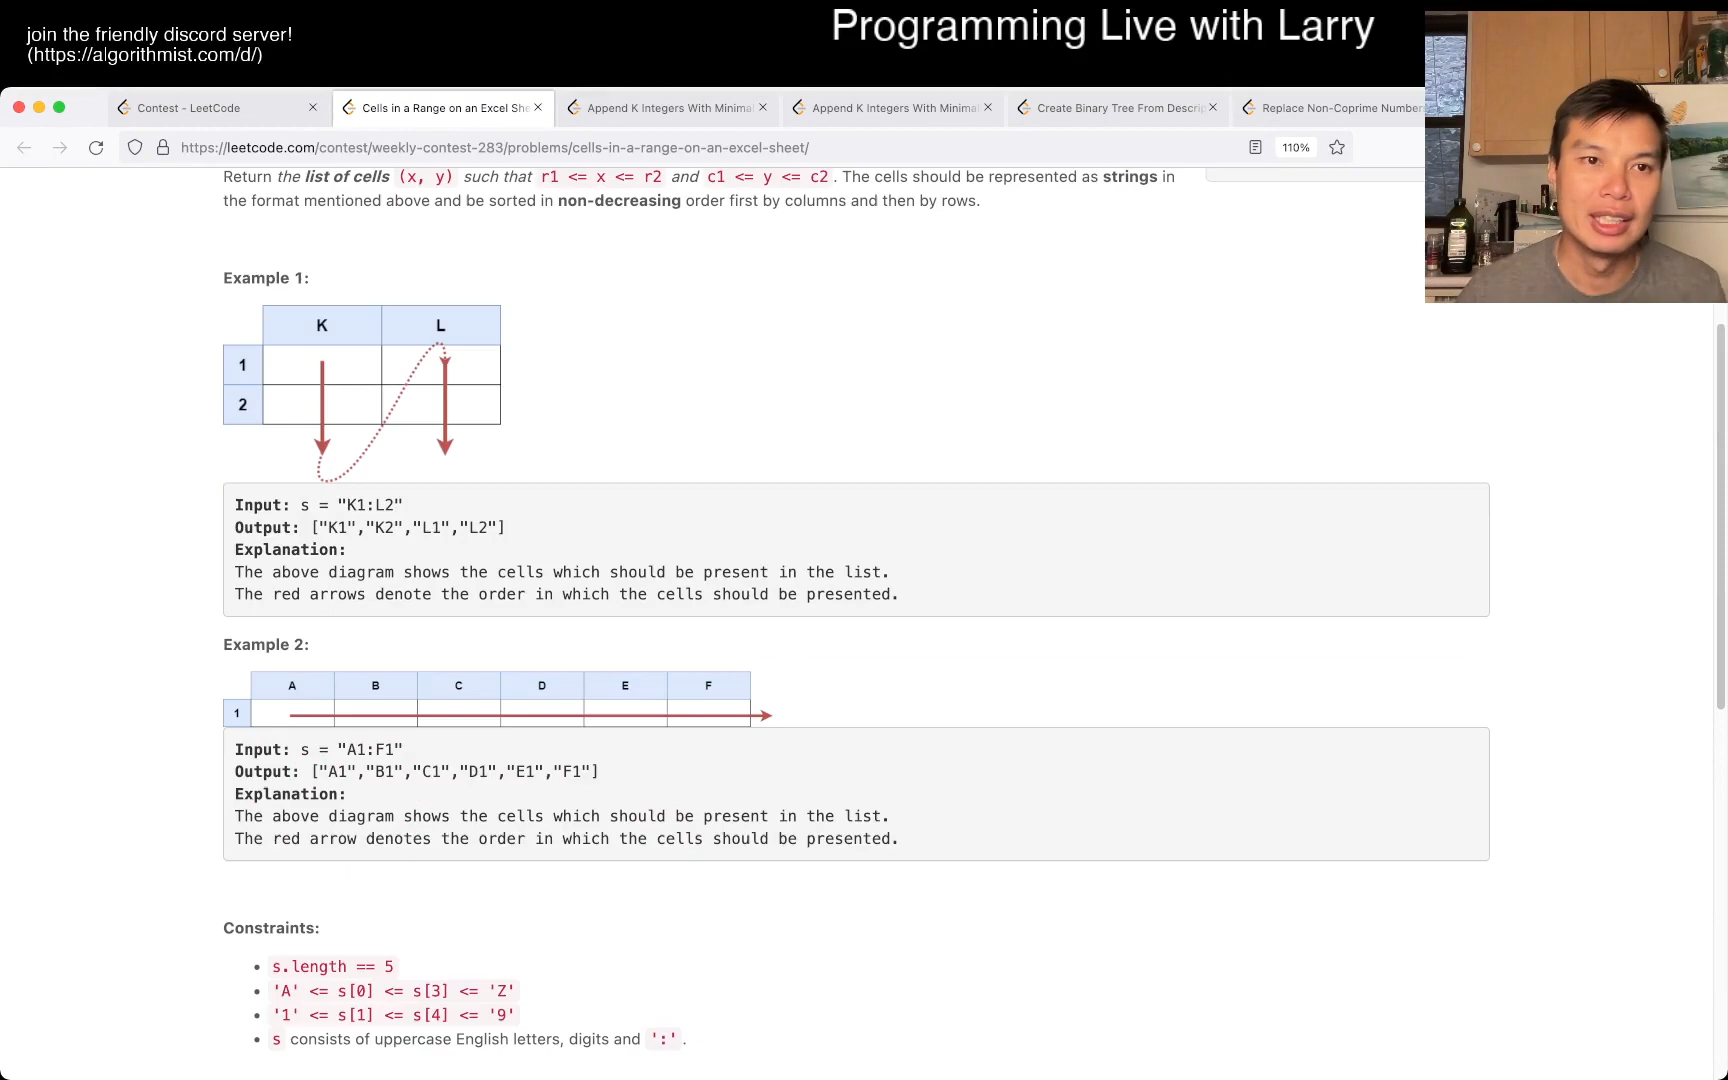 join the friendly discord server!
(https://algorithmist.com/d/)
Programming Live with Larry
Contest - LeetCode
Cells in a Range on an Excel She
Append K Integers With Minimal
Append K Integers With Minimal
Create Binary Tree From Descrip
Replace Non-Coprime Number
https://leetcode.com/contest/weekly-contest-283/problems/cells-in-a-range-on-an-excel-sheet/
110%
Return the list of cells (x, y) such that r1 <= x <= r2 and c1 <= y <= c2. The cells should be represented as strings in
the format mentioned above and be sorted in non-decreasing order first by columns and then by rows.
Example 1:
K L
1
2
Input: s = "K1:L2"
Output: ["K1","K2","L1","L2"]
Explanation:
The above diagram shows the cells which should be present in the list.
The red arrows denote the order in which the cells should be presented.
Example 2:
A B C D E F
1
Input: s = "A1:F1"
Output: ["A1","B1","C1","D1","E1","F1"]
Explanation:
The above diagram shows the cells which should be present in the list.
The red arrow denotes the order in which the cells should be presented.
Constraints:
• s.length == 5
• 'A' <= s[0] <= s[3] <= 'Z'
• '1' <= s[1] <= s[4] <= '9'
• s consists of uppercase English letters, digits and ':'.